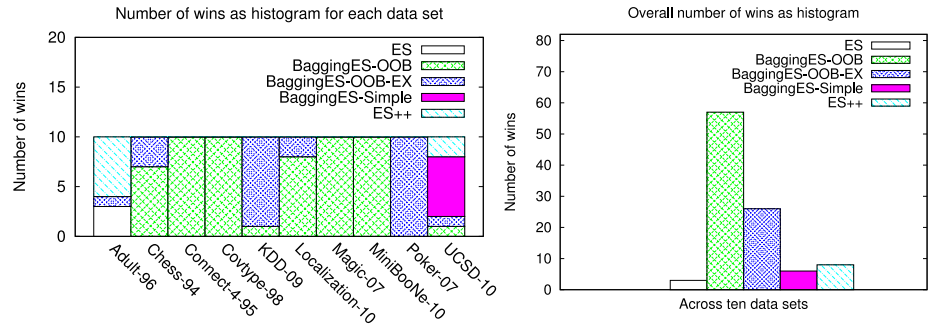 Number of wins as histogram for each data set
20
15
10
5
0
Number of wins
ES
BaggingES-OOB
BaggingES-OOB-EX
BaggingES-Simple
ES++
Adult-96
Chess-94
Connect-4-95
Covtype-98
KDD-09
Localization-10
Magic-07
MiniBooNe-10
Poker-07
UCSD-10
Overall number of wins as histogram
80
70
60
50
40
30
20
10
0
Number of wins
ES
BaggingES-OOB
BaggingES-OOB-EX
BaggingES-Simple
ES++
Across ten data sets